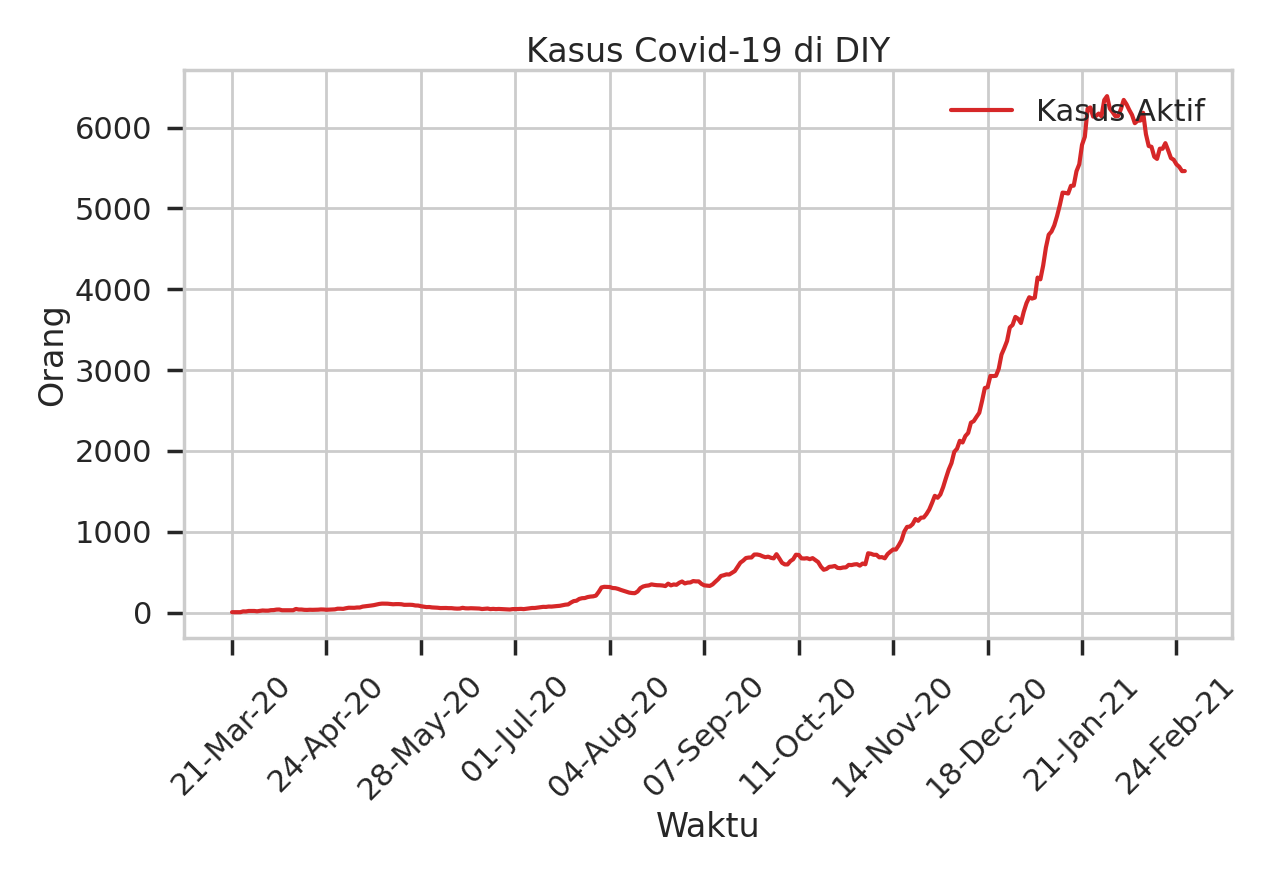 Kasus Covid-19 di DIY
Kasus Aktif
6000
5000
4000
3000
2000
1000
0
Orang
21-Mar-20
24-Apr-20
28-May-20
01-Jul-20
04-Aug-20
07-Sep-20
11-Oct-20
14-Nov-20
18-Dec-20
21-Jan-21
24-Feb-21
Waktu